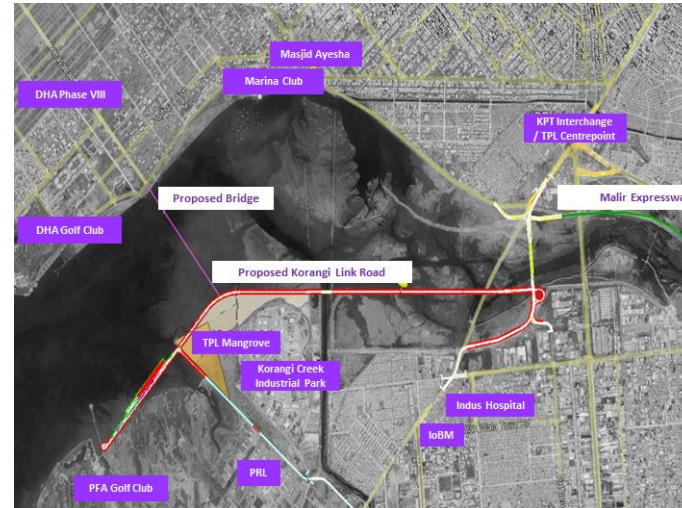 Masjid Ayesha
Marina Club
DHA Phase VIII
KPT Interchange
/ TPL Centrepoint
Proposed Bridge
Malir Expresswa
DHA Golf Club
Proposed Korangi Link Road
TPL Mangrove
Korangi Creek
Industrial Park
Indus Hospital
IoBM
PRL
PFA Golf Club